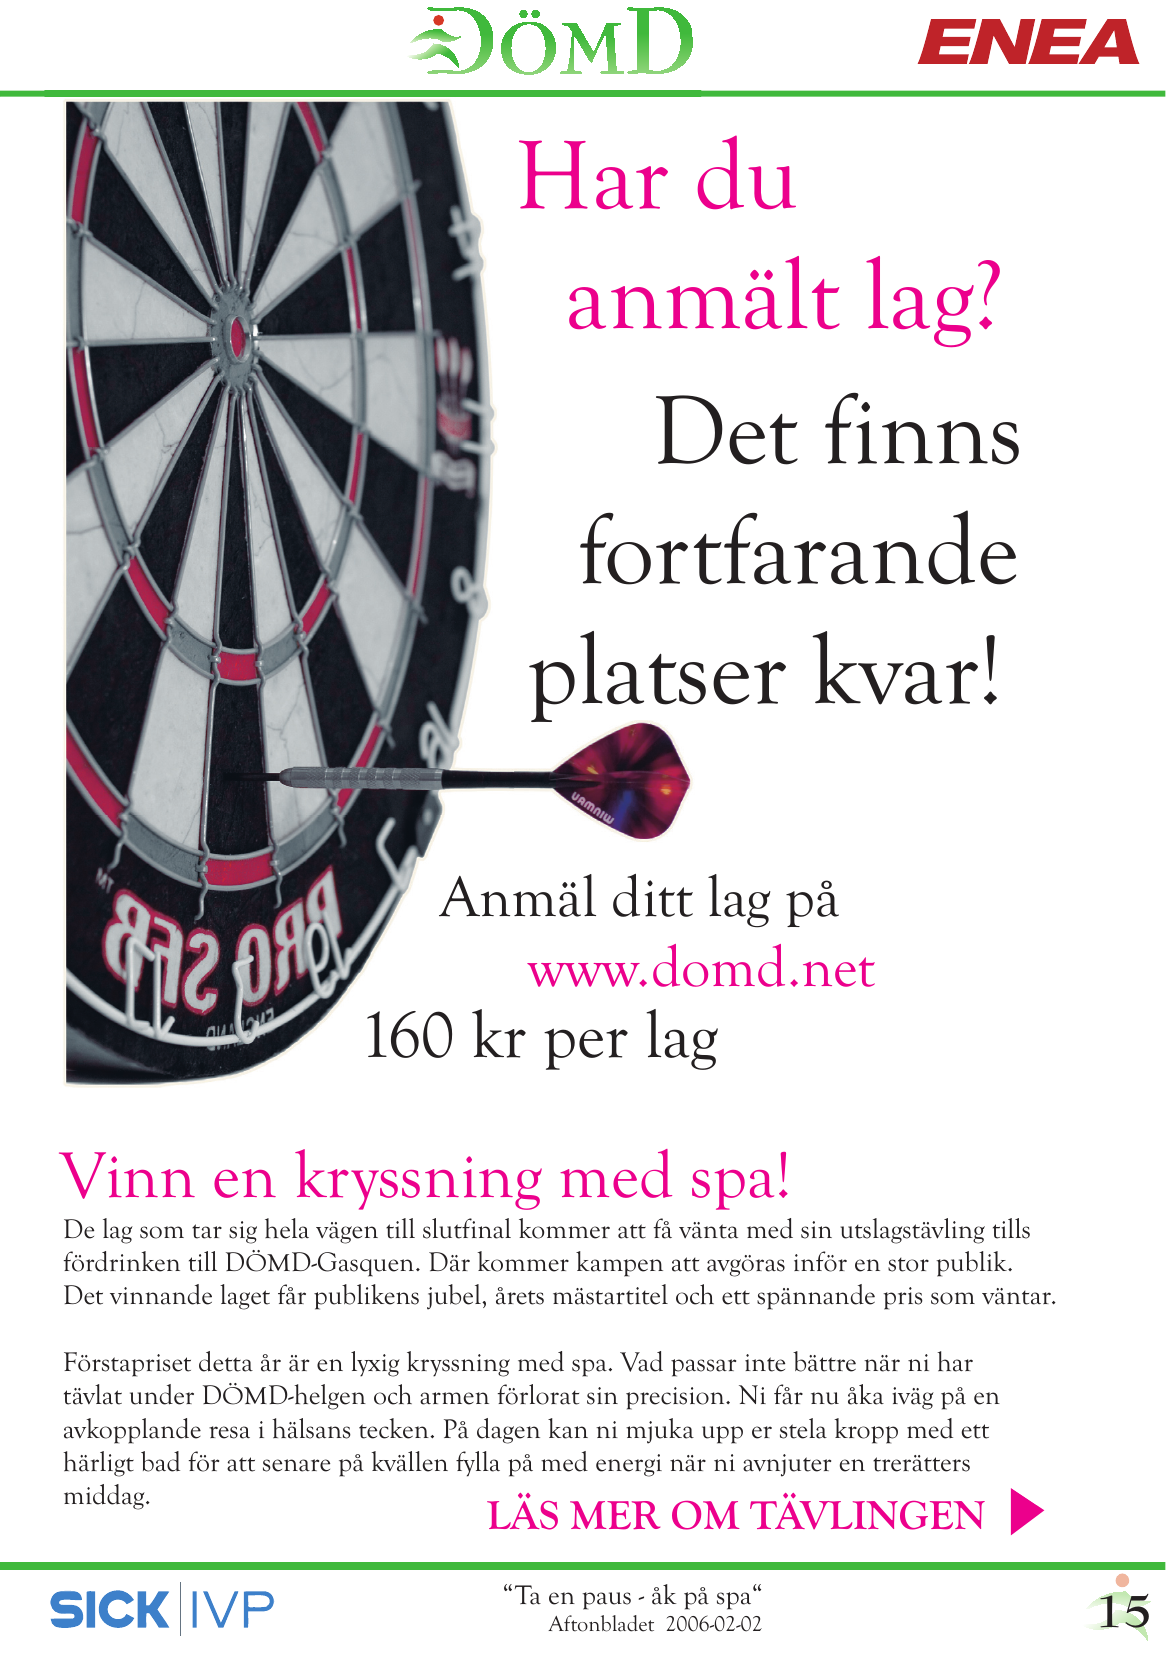 DÖMD
ENEA
Har du
anmält lag?
Det finns
fortfarande
platser kvar!
WINMAU
Anmäl ditt lag på
www.domd.net
160 kr per lag
Vinn en kryssning med spa!
De lag som tar sig hela vägen till slutfinal kommer att få vänta med sin utslagstävling tills
fördrinken till DÖMD-Gasquen. Där kommer kampen att avgöras inför en stor publik.
Det vinnande laget får publikens jubel, årets mästartitel och ett spännande pris som väntar.
Förstapriset detta år är en lyxig kryssning med spa. Vad passar inte bättre när ni har
tävlat under DÖMD-helgen och armen förlorat sin precision. Ni får nu åka iväg på en
avkopplande resa i hälsans tecken. På dagen kan ni mjuka upp er stela kropp med ett
härligt bad för att senare på kvällen fylla på med energi när ni avnjuter en trerätters
middag.
LÄS MER OM TÄVLINGEN
SICK IVP
“Ta en paus - åk på spa“
Aftonbladet 2006-02-02
15